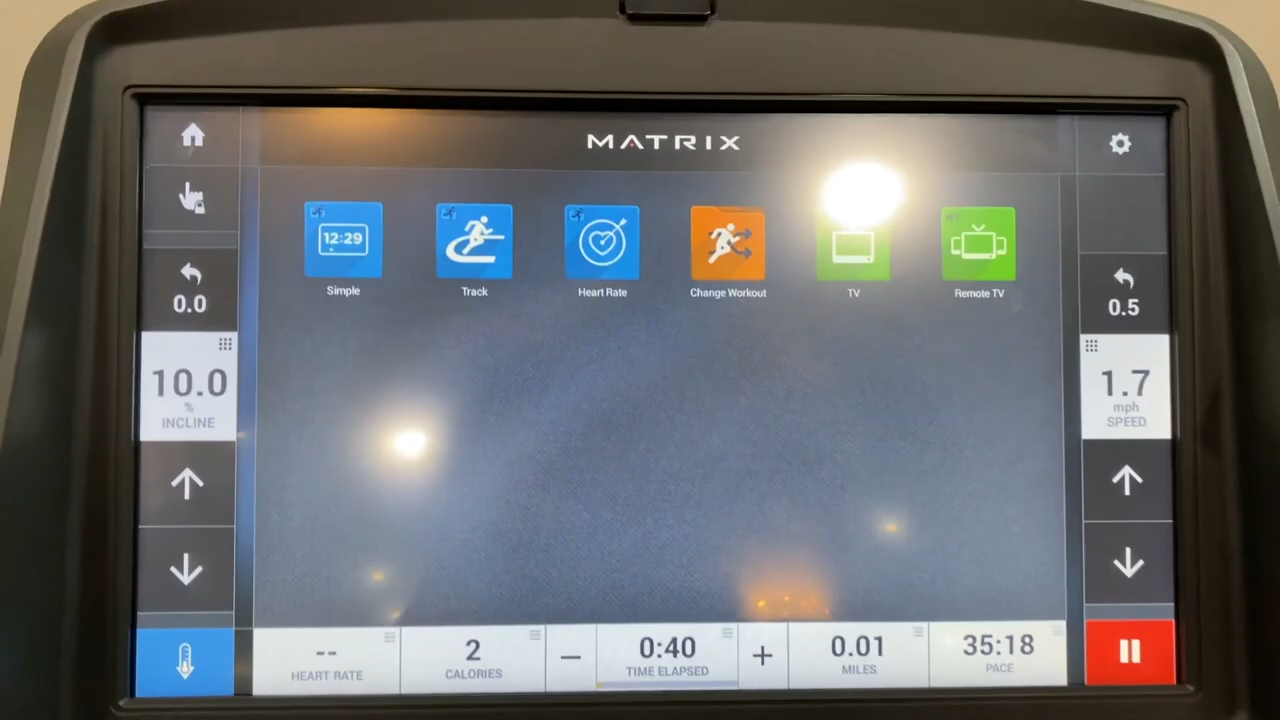 MATRIX
12:29
Simple
Track
Heart Rate
Change Workout
TV
Remote TV
0.0
10.0
%
INCLINE
0.5
1.7
mph
SPEED
--
HEART RATE
2
CALORIES
0:40
TIME ELAPSED
0.01
MILES
35:18
PACE